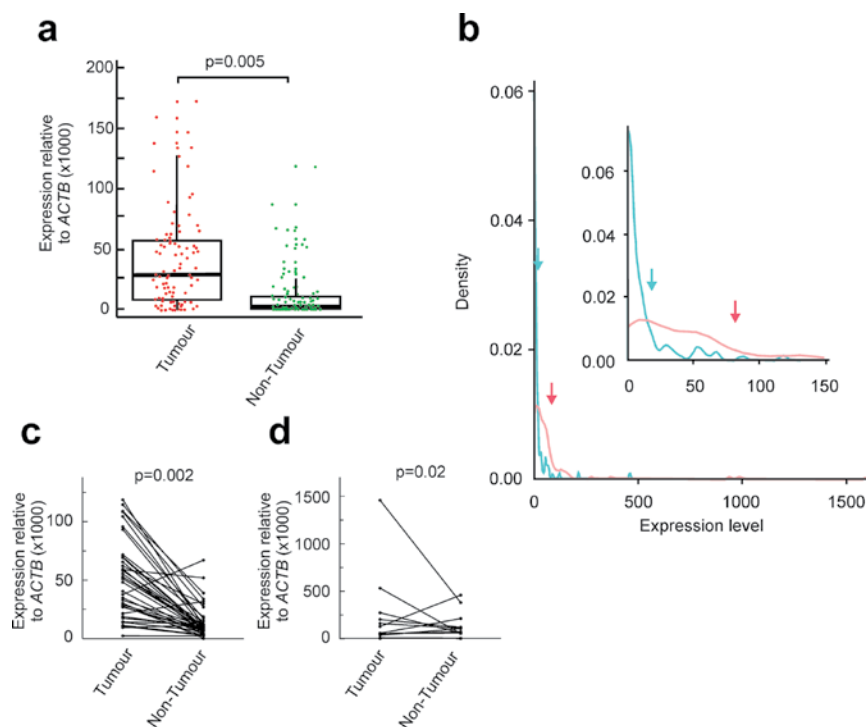 a
p=0.005
200
150
100
50
0
Expression relative
to ACTB (x1000)
Tumour
Non-Tumour
b
0.06
0.04
0.02
0.00
Density
0.06
0.04
0.02
0.00
0 50 100 150
0 500 1000 1500
Expression level
c
p=0.002
100
50
0
Expression relative
to ACTB (x1000)
Tumour
Non-Tumour
d
p=0.02
1500
1000
500
0
Expression relative
to ACTB (x1000)
Tumour
Non-Tumour